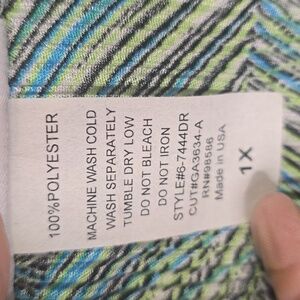 100%POLYESTER
MACHINE WASH COLD
WASH SEPARATELY
TUMBLE DRY LOW
DO NOT BLEACH
DO NOT IRON
STYLE#6-7444DR
CUT#GA3634-A
RN#98586
Made in USA
1X